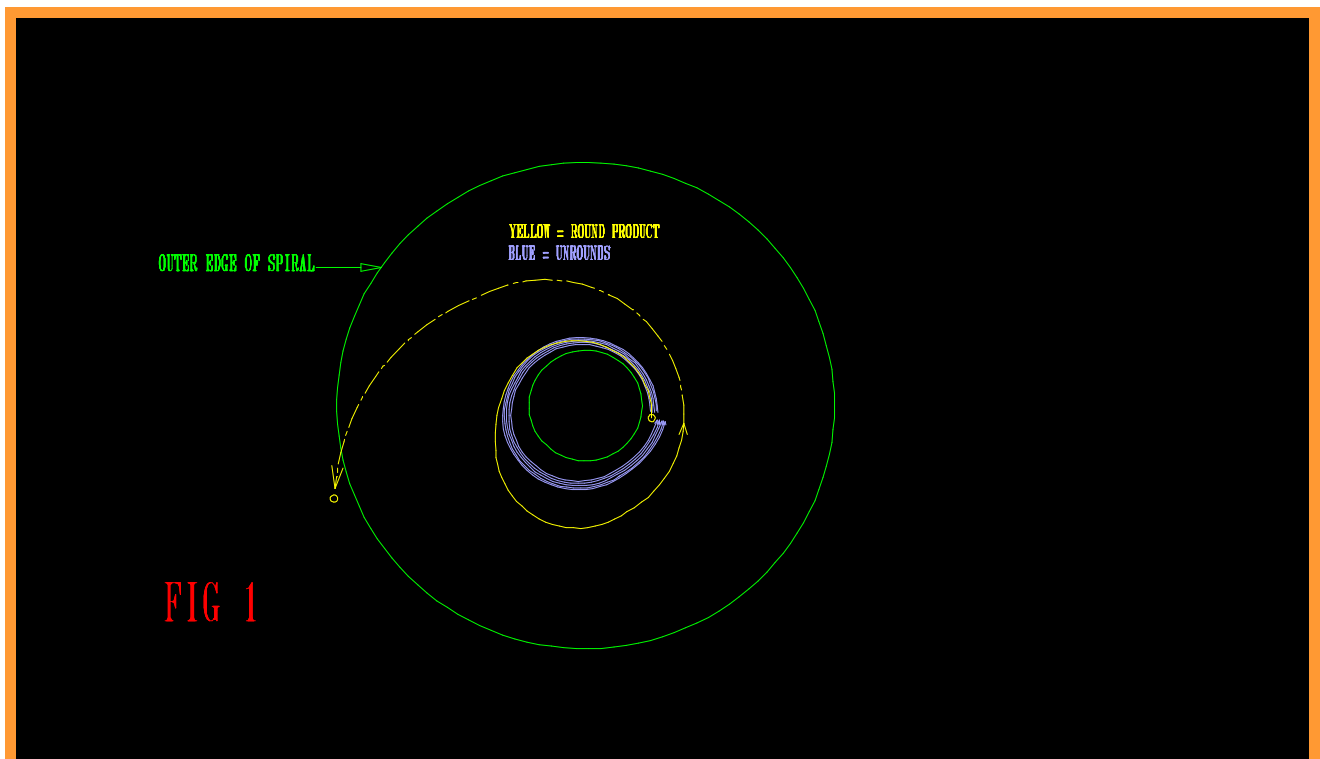 YELLOW = ROUND PRODUCT
BLUE = UNROUNDS
OUTER EDGE OF SPIRAL
FIG 1